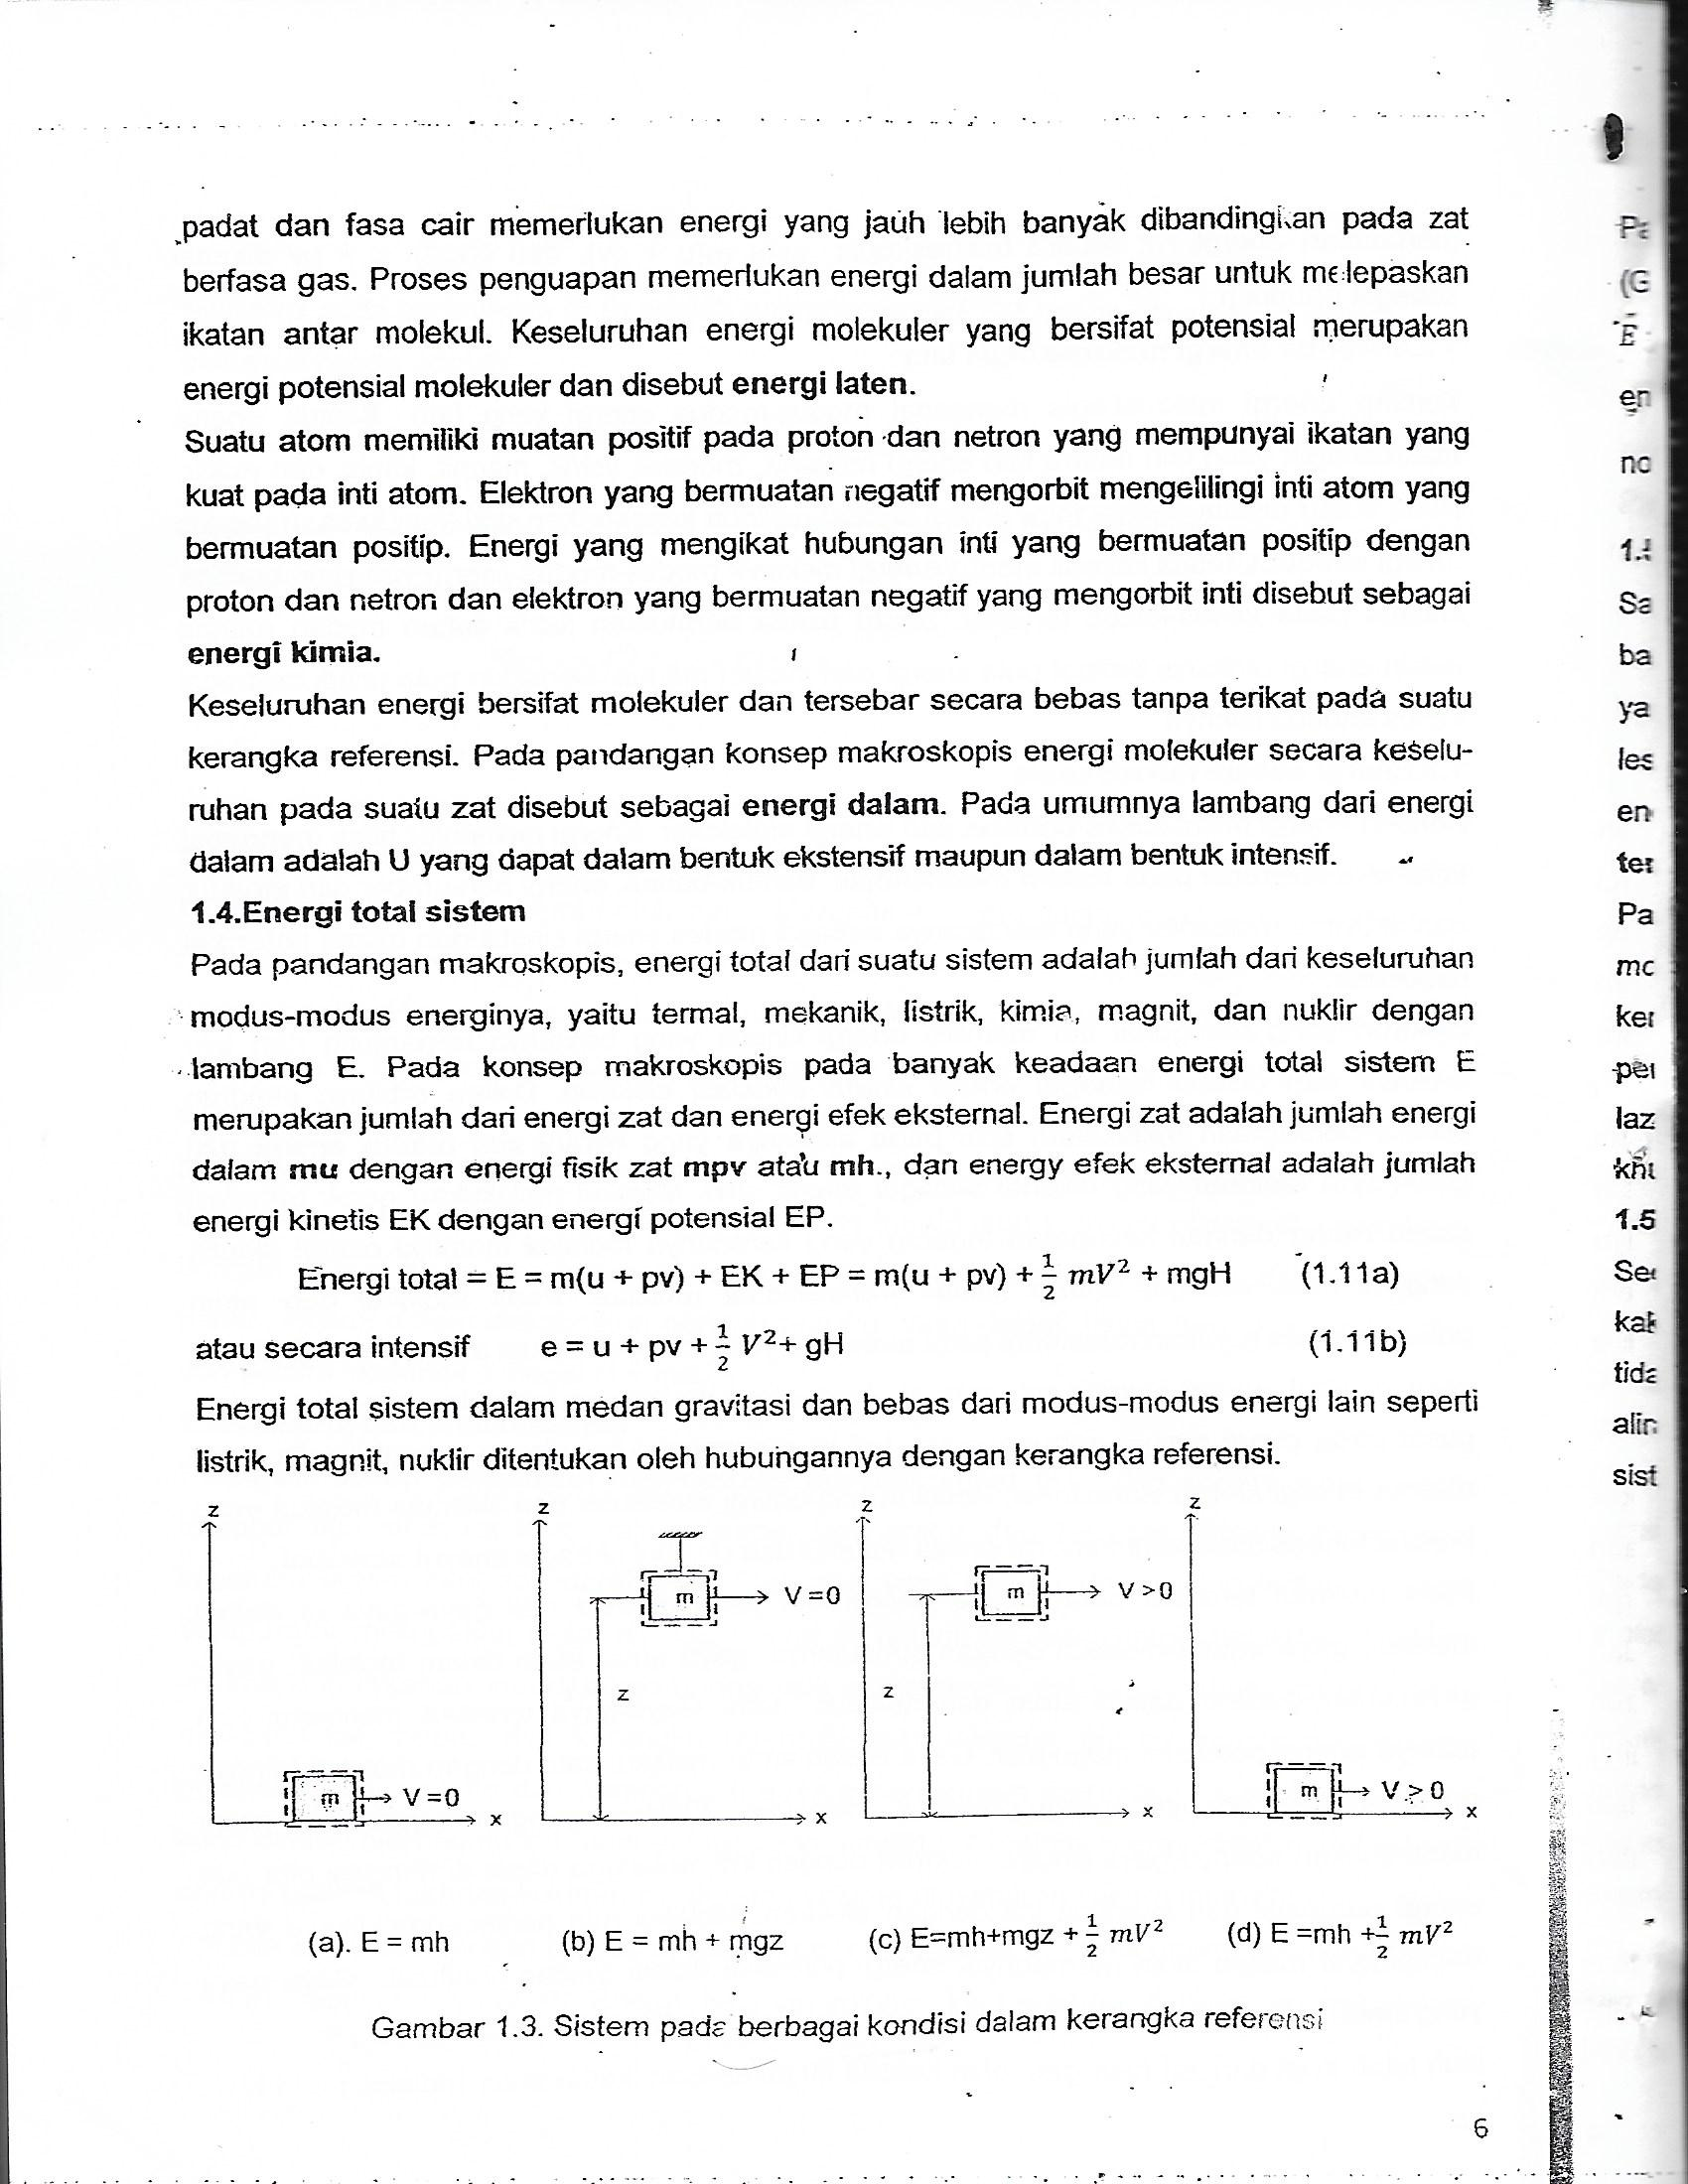 padat dan fasa cair memerlukan energi yang jauh lebih banyak dibandingkan pada zat
berfasa gas. Proses penguapan memerlukan energi dalam jumlah besar untuk melepaskan
ikatan antar molekul. Keseluruhan energi molekuler yang bersifat potensial merupakan
energi potensial molekuler dan disebut energi laten.
Suatu atom memiliki muatan positif pada proton dan netron yang mempunyai ikatan yang
kuat pada inti atom. Elektron yang bermuatan negatif mengorbit mengelilingi inti atom yang
bermuatan positip. Energi yang mengikat hubungan inti yang bermuatan positip dengan
proton dan netron dan elektron yang bermuatan negatif yang mengorbit inti disebut sebagai
energi kimia.
Keseluruhan energi bersifat molekuler dan tersebar secara bebas tanpa terikat pada suatu
kerangka referensi. Pada pandangan konsep makroskopis energi molekuler secara keselu-
ruhan pada suatu zat disebut sebagai energi dalam. Pada umumnya lambang dari energi
dalam adalah U yang dapat dalam bentuk ekstensif maupun dalam bentuk intensif.
1.4.Energi total sistem
Pada pandangan makroskopis, energi total dari suatu sistem adalah jumlah dari keseluruhan
modus-modus energinya, yaitu termal, mekanik, listrik, kimia, magnit, dan nuklir dengan
lambang E. Pada konsep makroskopis pada banyak keadaan energi total sistem E
merupakan jumlah dari energi zat dan energi efek eksternal. Energi zat adalah jumlah energi
dalam mu dengan energi fisik zat mpv atau mh., dan energy efek eksternal adalah jumlah
energi kinetis EK dengan energi potensial EP.
Energi total = E = m(u + pv) + EK + EP = m(u + pv) + 1/2 mV² + mgH (1.11a)
atau secara intensif e = u + pv + 1/2 V²+ gH (1.11b)
Energi total sistem dalam medan gravitasi dan bebas dari modus-modus energi lain seperti
listrik, magnit, nuklir ditentukan oleh hubungannya dengan kerangka referensi.
z z z z
m V =0 m V >0
z z
m V =0 m V > 0
x x x x
(a). E = mh (b) E = mh + mgz (c) E=mh+mgz + 1/2 mV² (d) E =mh + 1/2 mV²
Gambar 1.3. Sistem pada berbagai kondisi dalam kerangka referensi
6
(G
E
en
nc
Sa
ba
ya
les
en
Pa
mc
laz
1.5
alin
sist